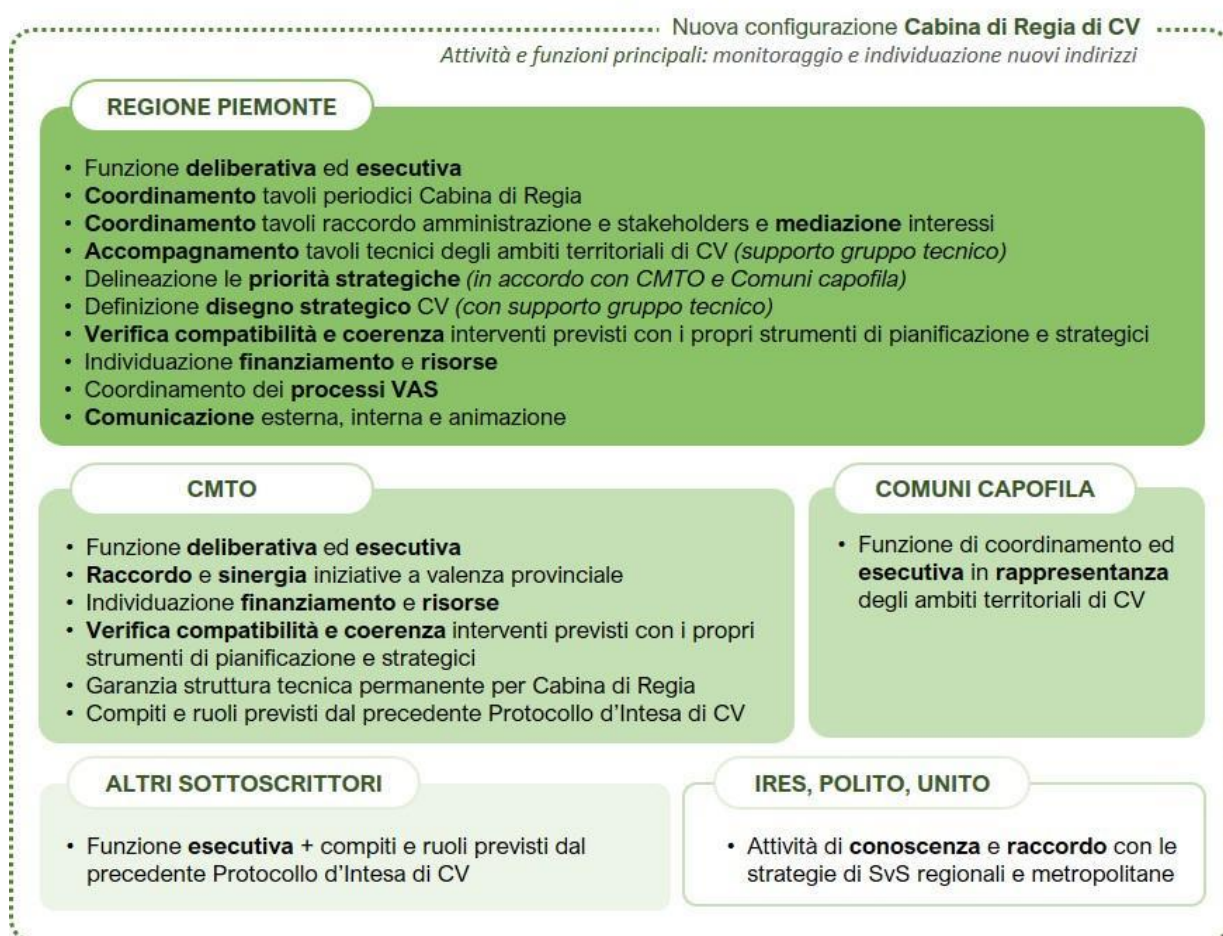 Nuova configurazione Cabina di Regia di CV
Attività e funzioni principali: monitoraggio e individuazione nuovi indirizzi
REGIONE PIEMONTE
• Funzione deliberativa ed esecutiva
• Coordinamento tavoli periodici Cabina di Regia
• Coordinamento tavoli raccordo amministrazione e stakeholders e mediazione interessi
• Accompagnamento tavoli tecnici degli ambiti territoriali di CV (supporto gruppo tecnico)
• Delineazione le priorità strategiche (in accordo con CMTO e Comuni capofila)
• Definizione disegno strategico CV (con supporto gruppo tecnico)
• Verifica compatibilità e coerenza interventi previsti con i propri strumenti di pianificazione e strategici
• Individuazione finanziamento e risorse
• Coordinamento dei processi VAS
• Comunicazione esterna, interna e animazione
CMTO
• Funzione deliberativa ed esecutiva
• Raccordo e sinergia iniziative a valenza provinciale
• Individuazione finanziamento e risorse
• Verifica compatibilità e coerenza interventi previsti con i propri
strumenti di pianificazione e strategici
• Garanzia struttura tecnica permanente per Cabina di Regia
• Compiti e ruoli previsti dal precedente Protocollo d'Intesa di CV
COMUNI CAPOFILA
• Funzione di coordinamento ed
esecutiva in rappresentanza
degli ambiti territoriali di CV
ALTRI SOTTOSCRITTORI
• Funzione esecutiva + compiti e ruoli previsti dal
precedente Protocollo d'Intesa di CV
IRES, POLITO, UNITO
• Attività di conoscenza e raccordo con le
strategie di SvS regionali e metropolitane